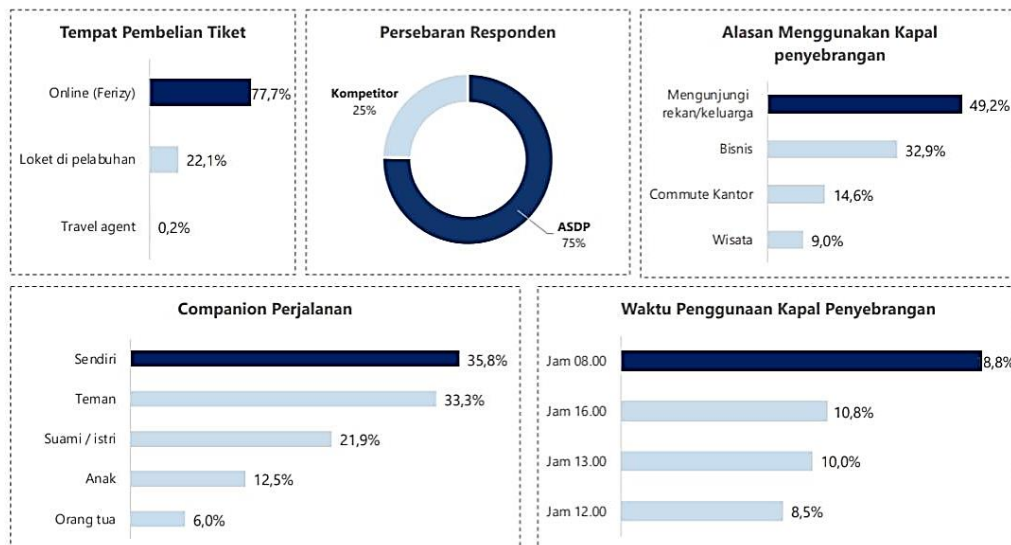 Tempat Pembelian Tiket
Online (Ferizy)
77,7%
Loket di pelabuhan
22,1%
Travel agent
0,2%
Persebaran Responden
Kompetitor
25%
ASDP
75%
Alasan Menggunakan Kapal
penyebrangan
Mengunjungi
rekan/keluarga
49,2%
Bisnis
32,9%
Commute Kantor
14,6%
Wisata
9,0%
Companion Perjalanan
Sendiri
35,8%
Teman
33,3%
Suami / istri
21,9%
Anak
12,5%
Orang tua
6,0%
Waktu Penggunaan Kapal Penyebrangan
Jam 08.00
8,8%
Jam 16.00
10,8%
Jam 13.00
10,0%
Jam 12.00
8,5%